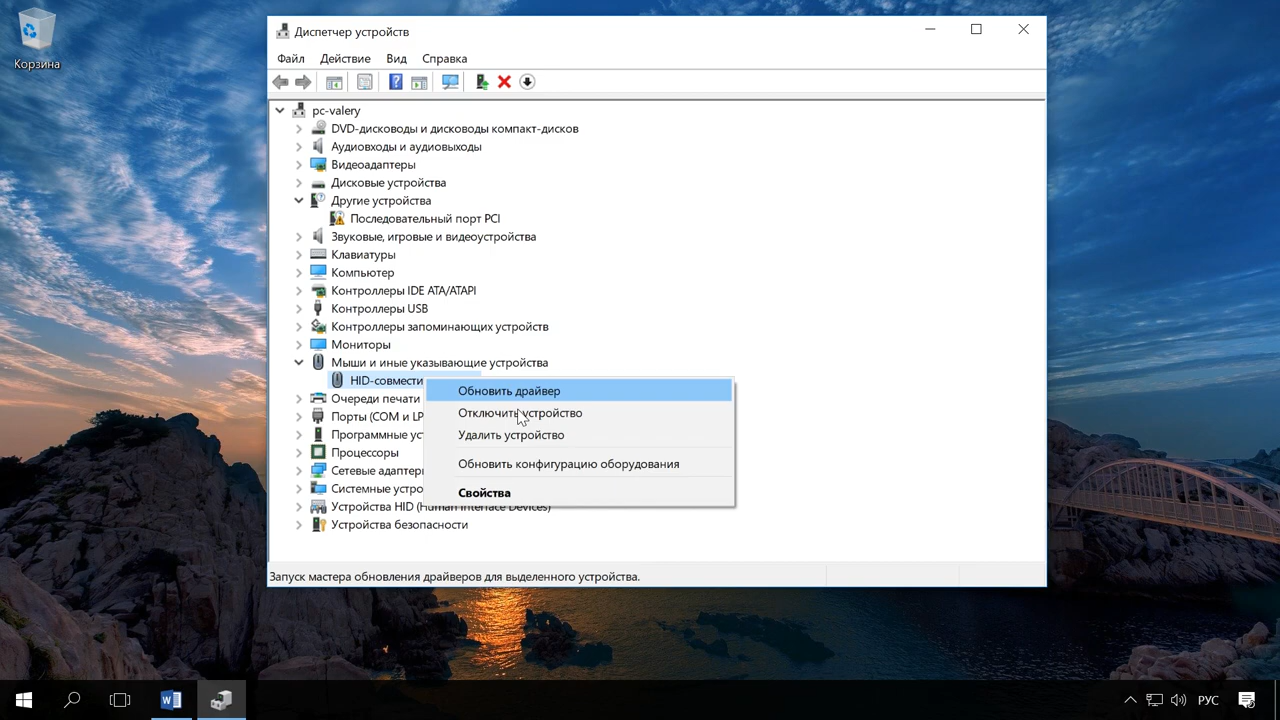 Корзина
Диспетчер устройств
Файл Действие Вид Справка
pc-valery
DVD-дисководы и дисководы компакт-дисков
Аудиовходы и аудиовыходы
Видеоадаптеры
Дисковые устройства
Другие устройства
Последовательный порт PCI
Звуковые, игровые и видеоустройства
Клавиатуры
Компьютер
Контроллеры IDE ATA/ATAPI
Контроллеры USB
Контроллеры запоминающих устройств
Мониторы
Мыши и иные указывающие устройства
HID-совмести
Очереди печати
Порты (COM и LP
Программные ус
Процессоры
Сетевые адаптер
Системные устро
Устройства HID (Human Interface Devices)
Устройства безопасности
Обновить драйвер
Отключить устройство
Удалить устройство
Обновить конфигурацию оборудования
Свойства
Запуск мастера обновления драйверов для выделенного устройства.
РУС